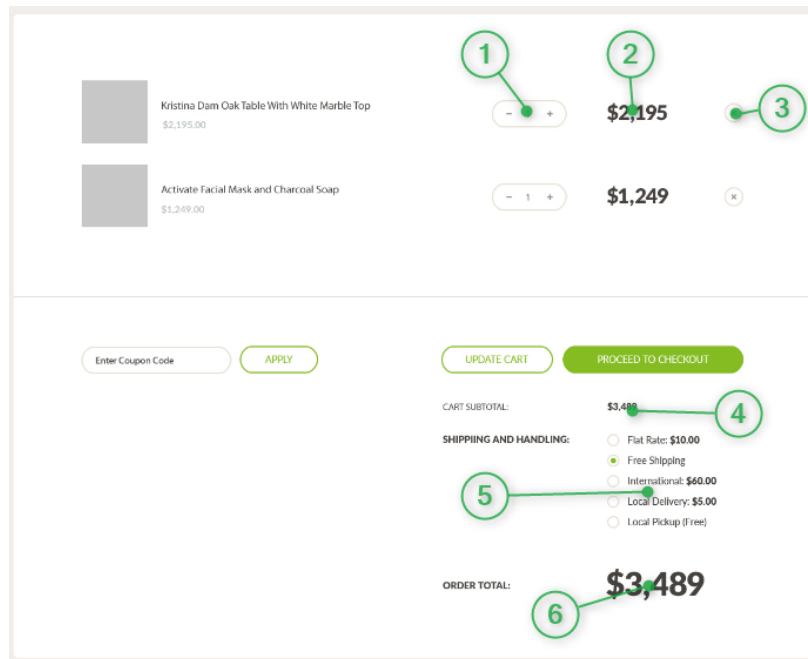 1 2
Kristina Dam Oak Table With White Marble Top
$2,195.00
- + $2,195 3
Activate Facial Mask and Charcoal Soap
$1,249.00
- 1 + $1,249 ×
Enter Coupon Code APPLY UPDATE CART PROCEED TO CHECKOUT
CART SUBTOTAL: $3,489 4
SHIPPIING AND HANDLING: Flat Rate: $10.00
Free Shipping
5 International: $60.00
Local Delivery: $5.00
Local Pickup (Free)
ORDER TOTAL: $3,489
6